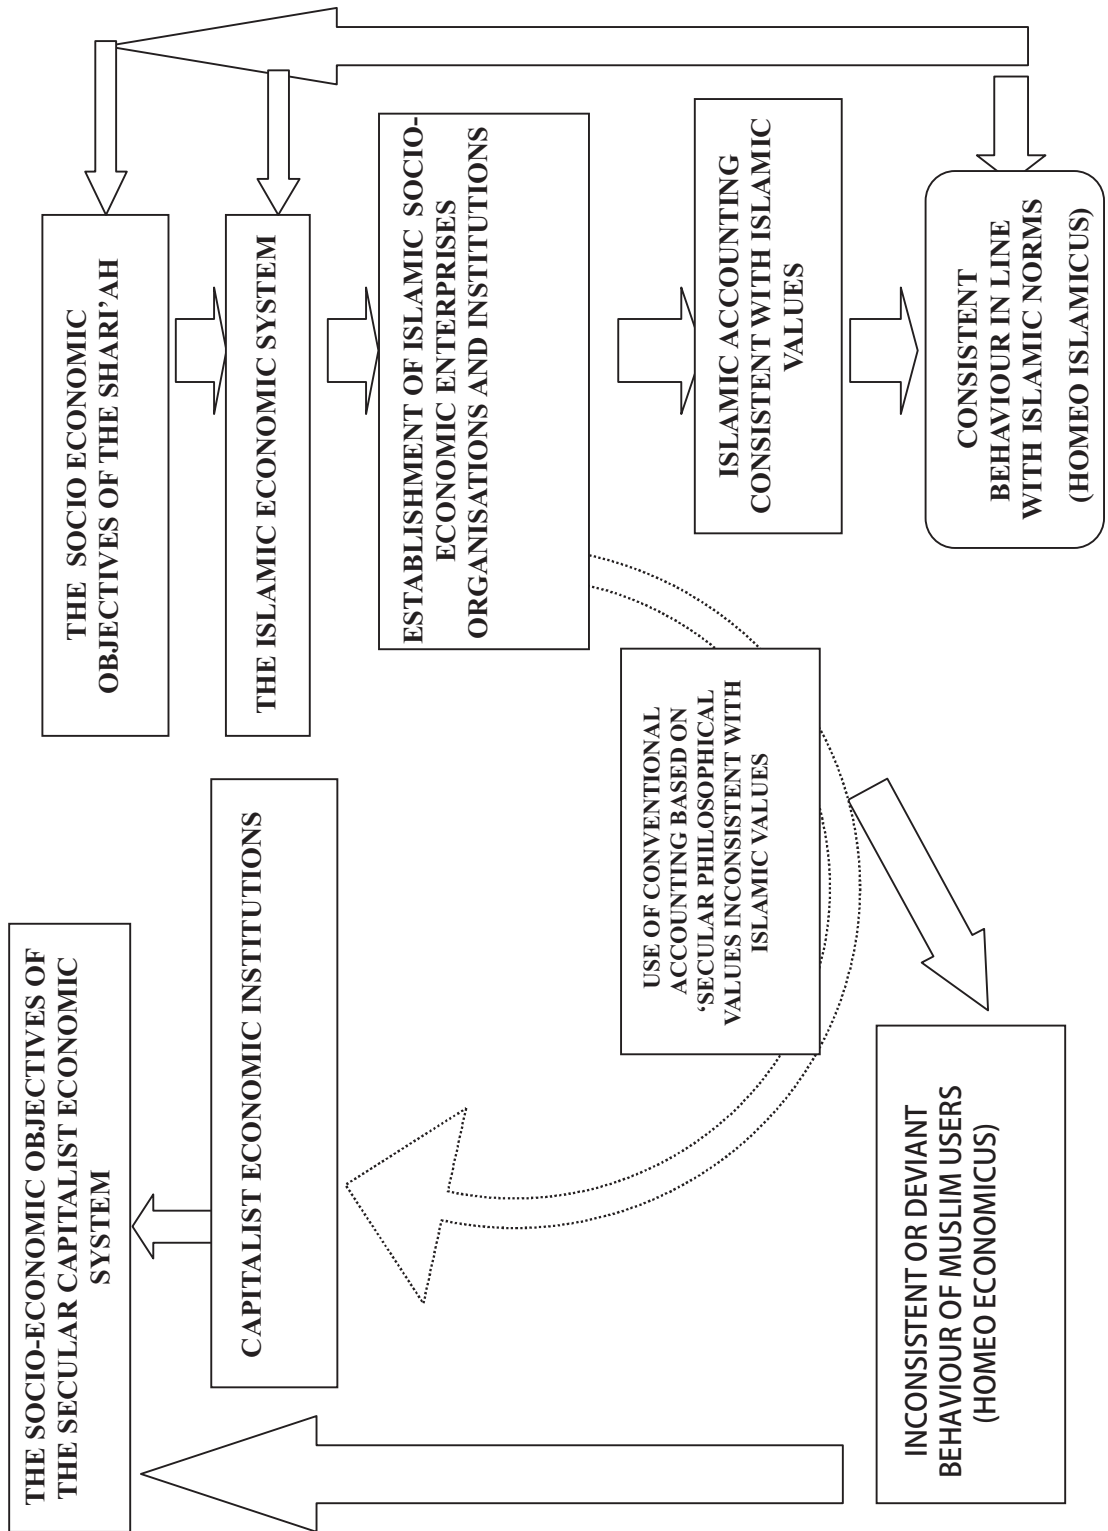 THE SOCIO-ECONOMIC OBJECTIVES OF
THE SECULAR CAPITALIST ECONOMIC
SYSTEM
CAPITALIST ECONOMIC INSTITUTIONS
THE SOCIO ECONOMIC
OBJECTIVES OF THE SHARI’AH
THE ISLAMIC ECONOMIC SYSTEM
ESTABLISHMENT OF ISLAMIC SOCIO-
ECONOMIC ENTERPRISES
ORGANISATIONS AND INSTITUTIONS
USE OF CONVENTIONAL
ACCOUNTING BASED ON
‘SECULAR PHILOSOPHICAL
VALUES INCONSISTENT WITH
ISLAMIC VALUES
ISLAMIC ACCOUNTING
CONSISTENT WITH ISLAMIC
VALUES
INCONSISTENT OR DEVIANT
BEHAVIOUR OF MUSLIM USERS
(HOMEO ECONOMICUS)
CONSISTENT
BEHAVIOUR IN LINE
WITH ISLAMIC NORMS
(HOMEO ISLAMICUS)